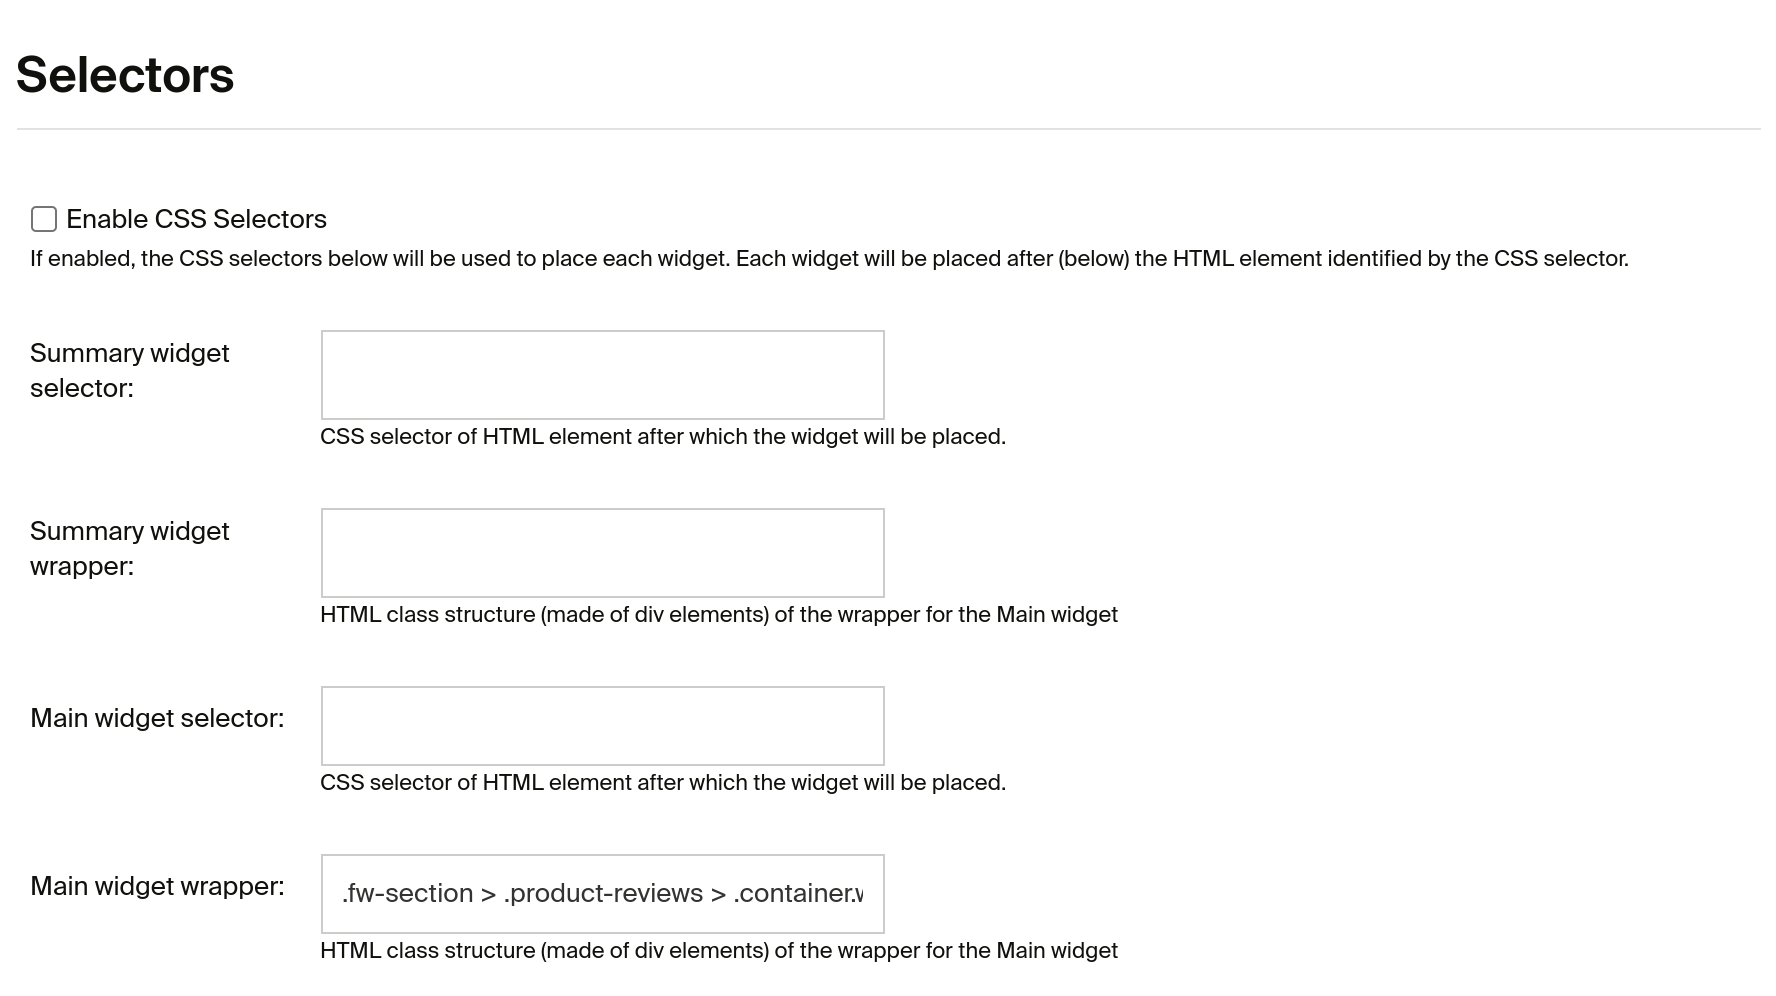 Selectors
Enable CSS Selectors
If enabled, the CSS selectors below will be used to place each widget. Each widget will be placed after (below) the HTML element identified by the CSS selector.
Summary widget
selector:
CSS selector of HTML element after which the widget will be placed.
Summary widget
wrapper:
HTML class structure (made of div elements) of the wrapper for the Main widget
Main widget selector:
CSS selector of HTML element after which the widget will be placed.
Main widget wrapper:
.fw-section > .product-reviews > .container.
HTML class structure (made of div elements) of the wrapper for the Main widget